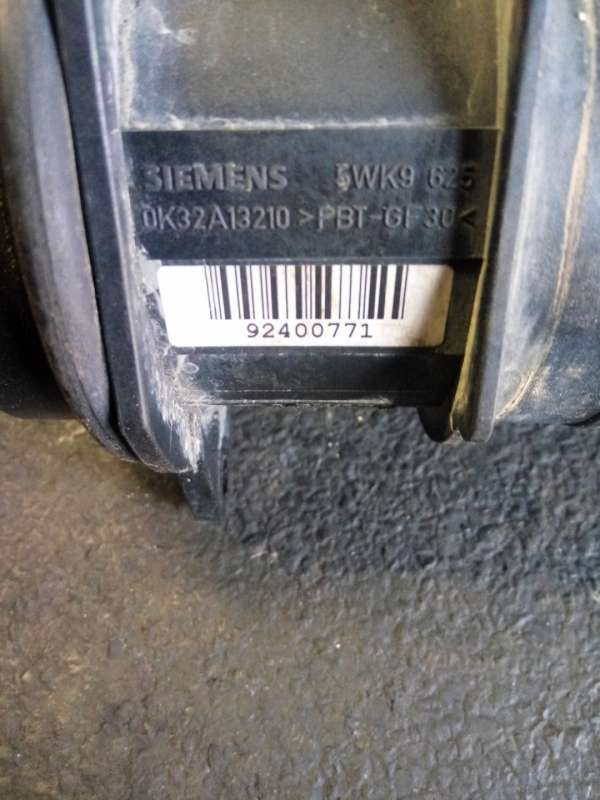 SIEMENS 5WK9 625
0K32A13210 >PBT-GF30<
92400771